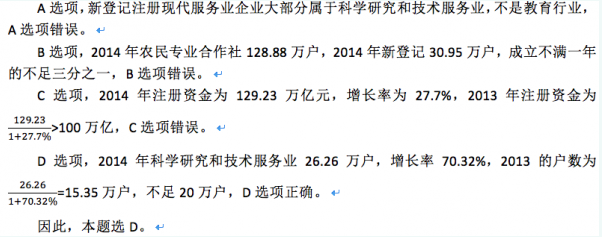 A 选项，新登记注册现代服务业企业大部分属于科学研究和技术服务业，不是教育行业，
A 选项错误。
B 选项，2014 年农民专业合作社 128.88 万户，2014 年新登记 30.95 万户，成立不满一年
的不足三分之一，B 选项错误。
C 选项，2014 年注册资金为 129.23 万亿元，增长率为 27.7%，2013 年注册资金为
129.23/1+27.7%>100 万亿，C 选项错误。
D 选项，2014 年科学研究和技术服务业 26.26 万户，增长率 70.32%，2013 的户数为
26.26/1+70.32%=15.35 万户，不足 20 万户，D 选项正确。
因此，本题选 D。